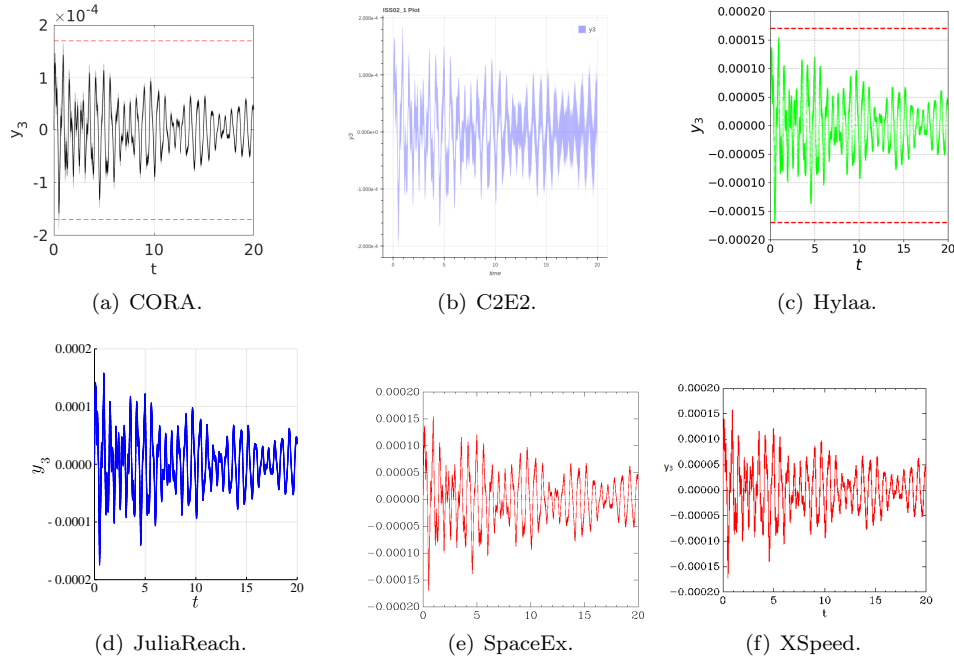 ×10⁻⁴
2
1
0
-1
-2
y₃
0
10
20
t
(a) CORA.
ISS02_1 Plot
y3
2.000e-4
1.000e-4
0.000e+0
-1.000e-4
-2.000e-4
y3
0
5
10
15
20
time
(b) C2E2.
0.00020
0.00015
0.00010
0.00005
0.00000
−0.00005
−0.00010
−0.00015
−0.00020
y₃
0
5
10
15
20
t
(c) Hylaa.
0.0002
0.0001
0.0000
-0.0001
-0.0002
y₃
0
5
10
15
20
t
(d) JuliaReach.
0.00020
0.00015
0.00010
0.00005
0.00000
−0.00005
−0.00010
−0.00015
−0.00020
0
5
10
15
20
(e) SpaceEx.
0.00020
0.00015
0.00010
0.00005
0.00000
−0.00005
−0.00010
−0.00015
−0.00020
y₃
0
5
10
15
20
t
(f) XSpeed.